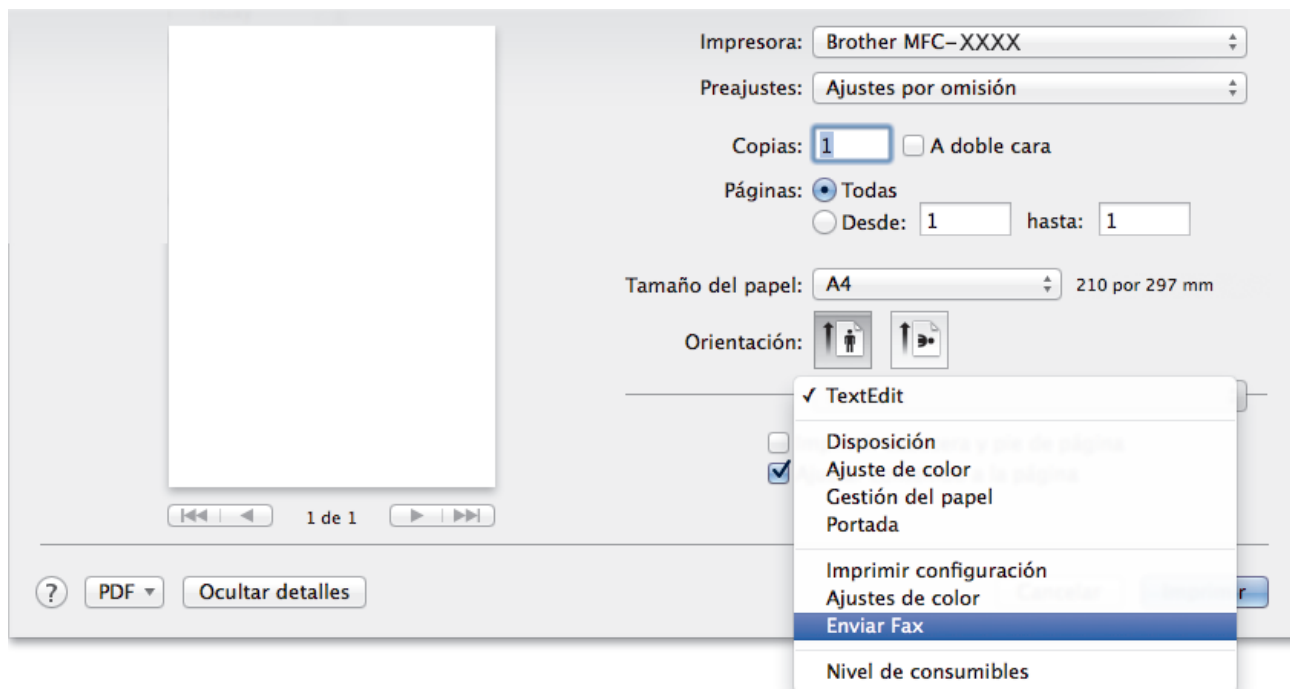 Impresora: Brother MFC-XXXX
Preajustes: Ajustes por omisión
Copias: 1 A doble cara
Páginas: Todas
Desde: 1 hasta: 1
Tamaño del papel: A4 210 por 297 mm
Orientación:
✓ TextEdit
Disposición
Ajuste de color
Gestión del papel
Portada
1 de 1
Imprimir configuración
? PDF Ocultar detalles
Ajustes de color
Enviar Fax
Nivel de consumibles